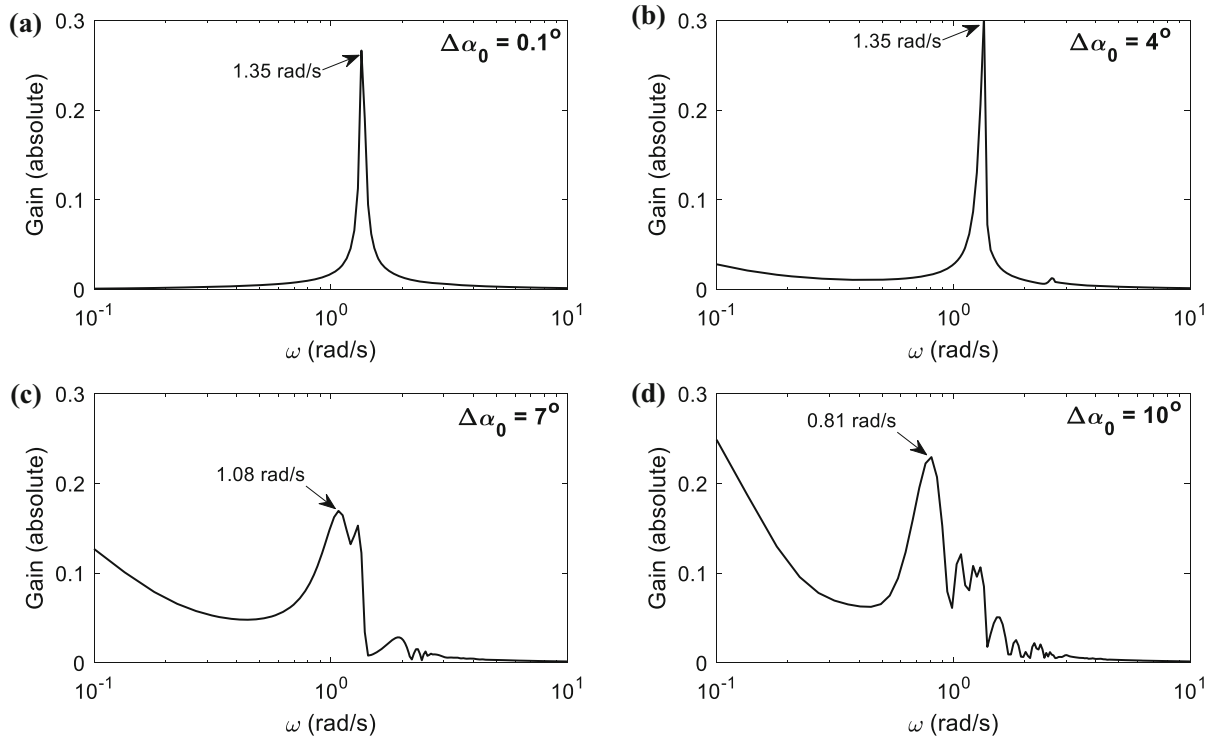 (a)
Δα₀ = 0.1°
1.35 rad/s
Gain (absolute)
0.3
0.2
0.1
0
10⁻¹ 10⁰ 10¹
ω (rad/s)
(b)
Δα₀ = 4°
1.35 rad/s
Gain (absolute)
0.3
0.2
0.1
0
10⁻¹ 10⁰ 10¹
ω (rad/s)
(c)
Δα₀ = 7°
1.08 rad/s
Gain (absolute)
0.3
0.2
0.1
0
10⁻¹ 10⁰ 10¹
ω (rad/s)
(d)
Δα₀ = 10°
0.81 rad/s
Gain (absolute)
0.3
0.2
0.1
0
10⁻¹ 10⁰ 10¹
ω (rad/s)